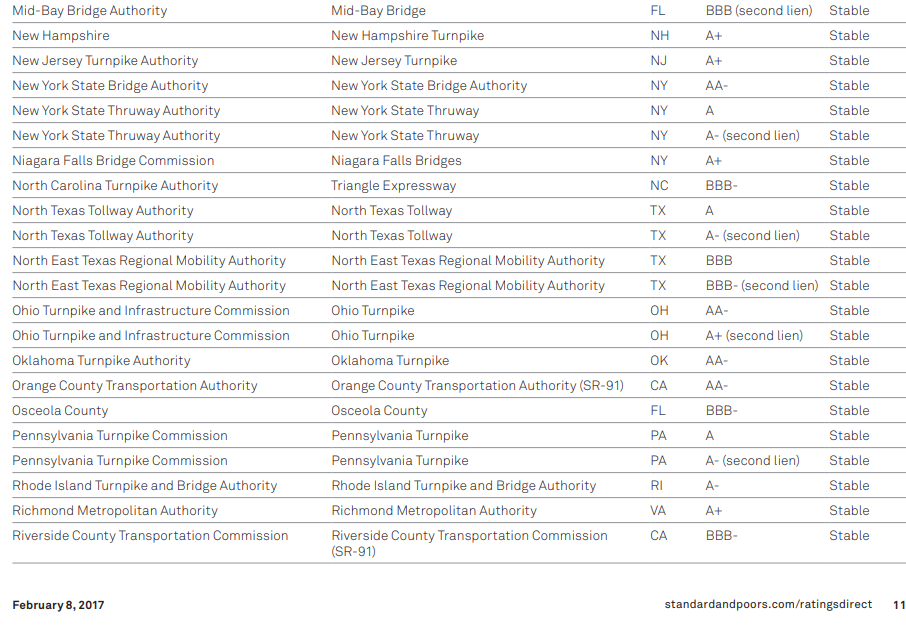 Mid-Bay Bridge Authority Mid-Bay Bridge FL BBB (second lien) Stable
New Hampshire New Hampshire Turnpike NH A+ Stable
New Jersey Turnpike Authority New Jersey Turnpike NJ A+ Stable
New York State Bridge Authority New York State Bridge Authority NY AA- Stable
New York State Thruway Authority New York State Thruway NY A Stable
New York State Thruway Authority New York State Thruway NY A- (second lien) Stable
Niagara Falls Bridge Commission Niagara Falls Bridges NY A+ Stable
North Carolina Turnpike Authority Triangle Expressway NC BBB- Stable
North Texas Tollway Authority North Texas Tollway TX A Stable
North Texas Tollway Authority North Texas Tollway TX A- (second lien) Stable
North East Texas Regional Mobility Authority North East Texas Regional Mobility Authority TX BBB Stable
North East Texas Regional Mobility Authority North East Texas Regional Mobility Authority TX BBB- (second lien) Stable
Ohio Turnpike and Infrastructure Commission Ohio Turnpike OH AA- Stable
Ohio Turnpike and Infrastructure Commission Ohio Turnpike OH A+ (second lien) Stable
Oklahoma Turnpike Authority Oklahoma Turnpike OK AA- Stable
Orange County Transportation Authority Orange County Transportation Authority (SR-91) CA AA- Stable
Osceola County Osceola County FL BBB- Stable
Pennsylvania Turnpike Commission Pennsylvania Turnpike PA A Stable
Pennsylvania Turnpike Commission Pennsylvania Turnpike PA A- (second lien) Stable
Rhode Island Turnpike and Bridge Authority Rhode Island Turnpike and Bridge Authority RI A- Stable
Richmond Metropolitan Authority Richmond Metropolitan Authority VA A+ Stable
Riverside County Transportation Commission Riverside County Transportation Commission CA BBB- Stable
(SR-91)
February 8, 2017 standardandpoors.com/ratingsdirect 11